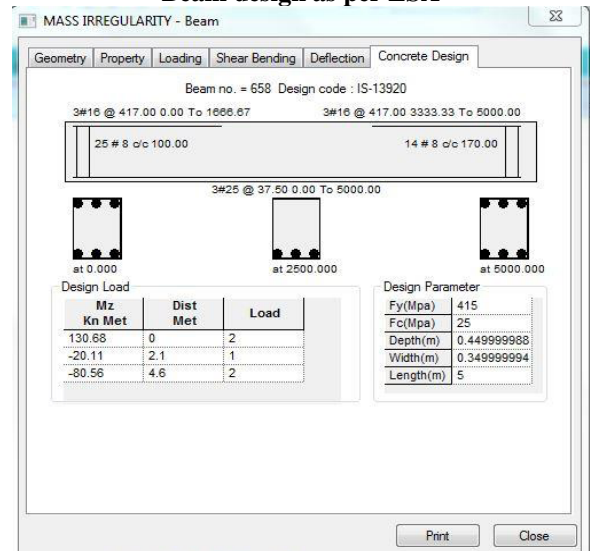 Beam design as per ESA
MASS IRREGULARITY - Beam
Geometry Property Loading Shear Bending Deflection Concrete Design
Beam no. = 658 Design code : IS-13920
3#16 @ 417.00 0.00 To 1666.67 3#16 @ 417.00 3333.33 To 5000.00
25 # 8 c/c 100.00 14 # 8 c/c 170.00
3#25 @ 37.50 0.00 To 5000.00
at 0.000 at 2500.000 at 5000.000
Design Load Design Parameter
Mz Kn Met Dist Met Load
130.68 0 2
-20.11 2.1 1
-80.56 4.6 2
Fy(Mpa) 415
Fc(Mpa) 25
Depth(m) 0.449999988
Width(m) 0.349999994
Length(m) 5
Print Close